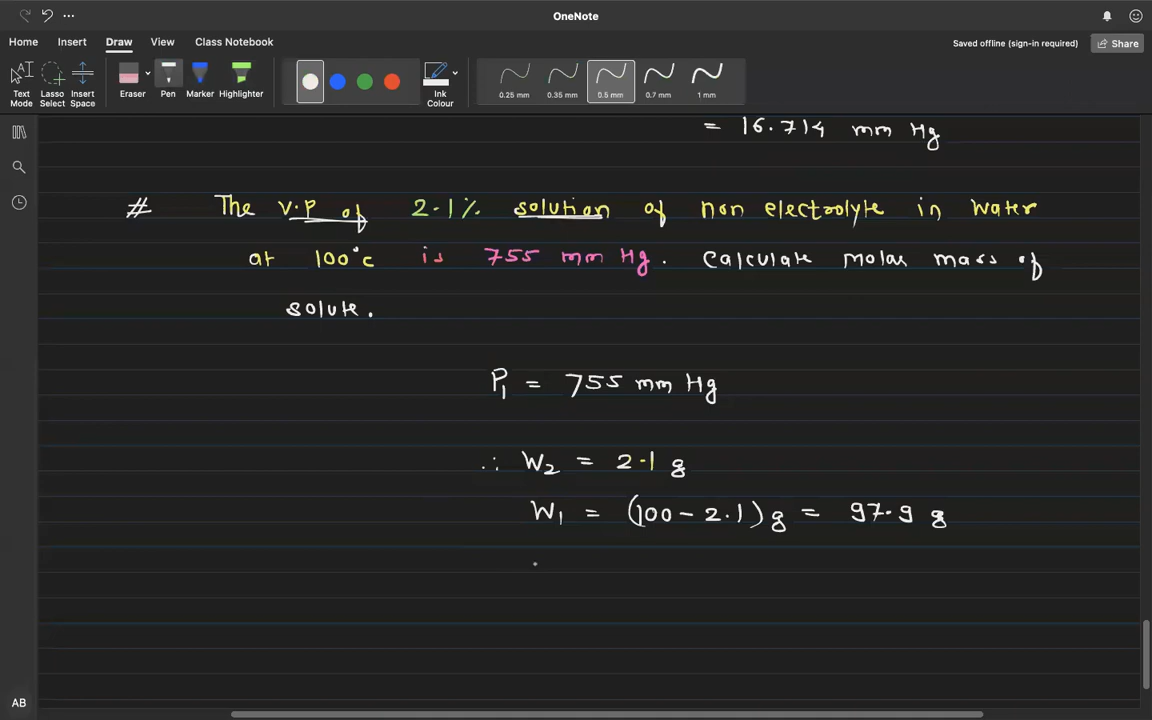 OneNote
Home Insert Draw View Class Notebook
Saved offline (sign-in required) Share
Text Mode
Lasso Select
Insert Space
Eraser
Pen
Marker
Highlighter
Ink Colour
0.25 mm 0.35 mm 0.5 mm 0.7 mm 1 mm
= 16.714 mm Hg
# The V.P of 2.1% solution of non electrolyte in water
at 100°c is 755 mm Hg. Calculate molar mass of
solute.
P₁ = 755 mm Hg
∴ W₂ = 2.1 g
W₁ = (100 - 2.1) g = 97.9 g
AB